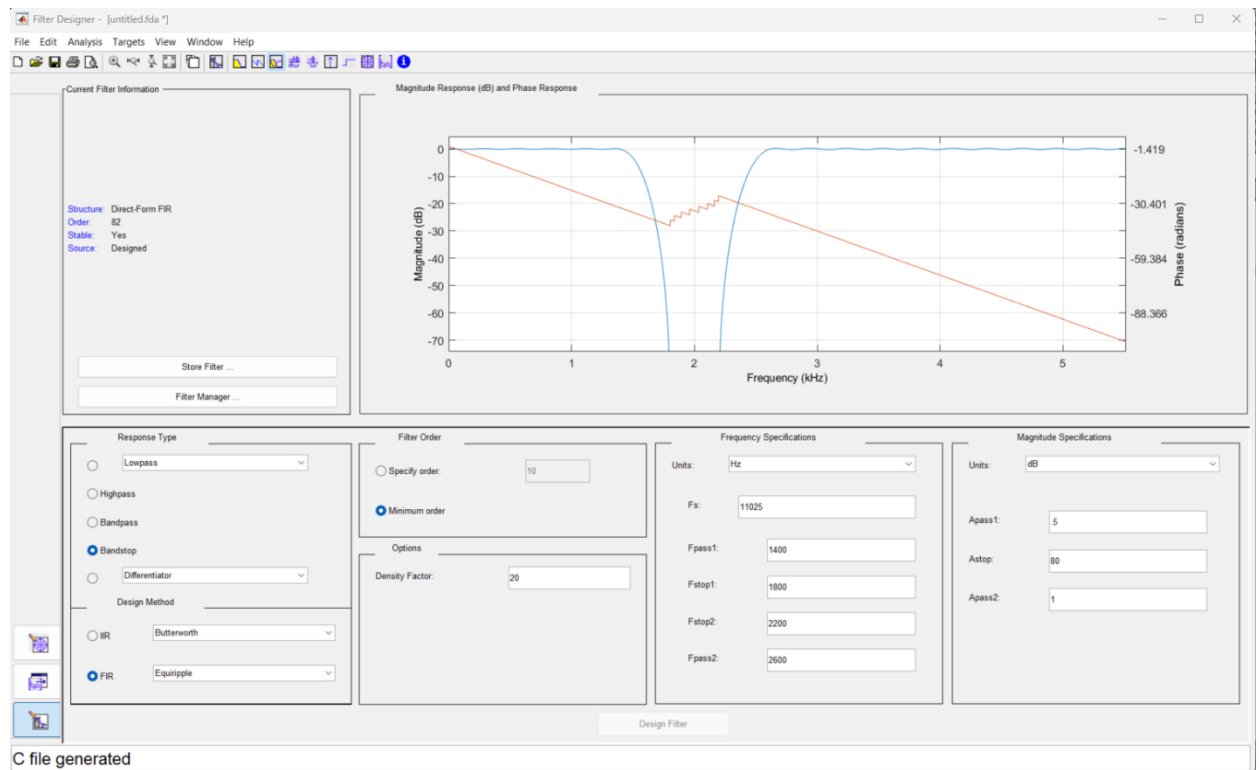 Filter Designer - [untitled.fda *]
File Edit Analysis Targets View Window Help
Current Filter Information
Structure: Direct-Form FIR
Order: 82
Stable: Yes
Source: Designed
Store Filter ...
Filter Manager ...
Magnitude Response (dB) and Phase Response
0
-10
-20
-30
-40
-50
-60
-70
Magnitude (dB)
0 1 2 3 4 5
Frequency (kHz)
-1.419
-30.401
-59.384
-88.366
Phase (radians)
Response Type
Lowpass
Highpass
Bandpass
Bandstop
Differentiator
Design Method
IIR Butterworth
FIR Equiripple
Filter Order
Specify order: 10
Minimum order
Options
Density Factor: 20
Frequency Specifications
Units: Hz
Fs: 11025
Fpass1: 1400
Fstop1: 1800
Fstop2: 2200
Fpass2: 2600
Magnitude Specifications
Units: dB
Apass1: .5
Astop: 80
Apass2: 1
Design Filter
C file generated